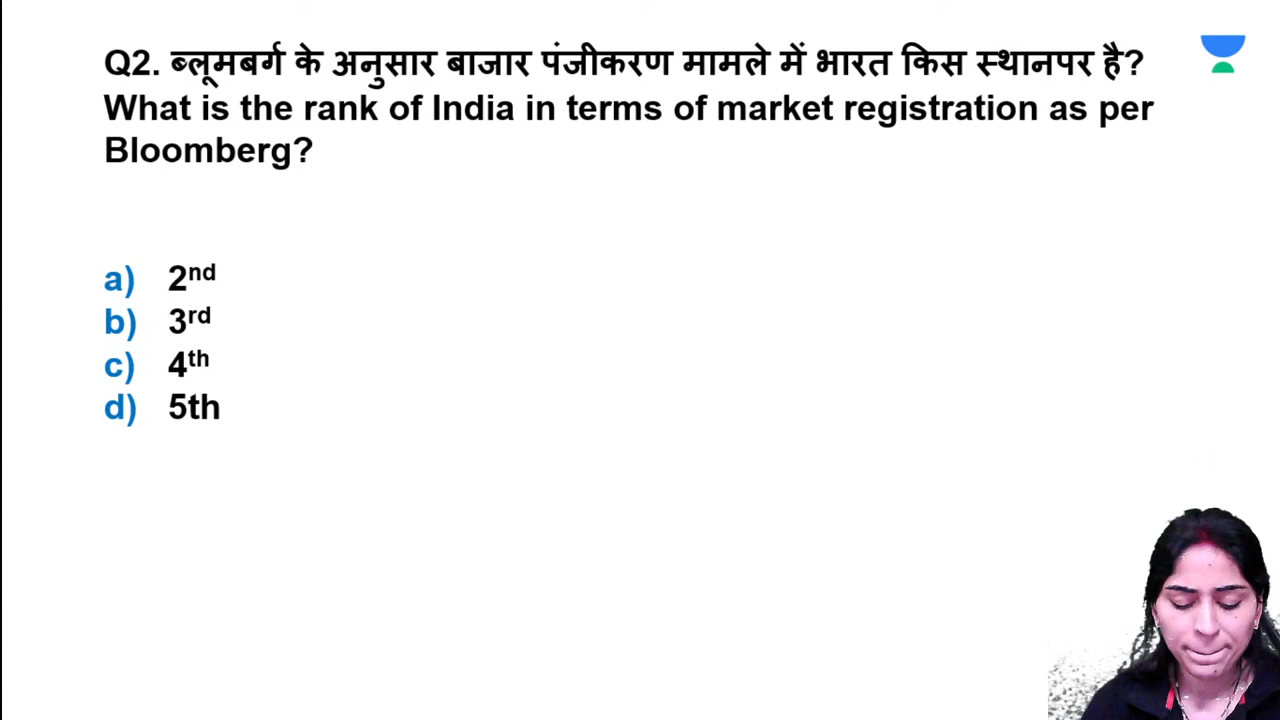 Q2. ब्लूमबर्ग के अनुसार बाजार पंजीकरण मामले में भारत किस स्थानपर है?
What is the rank of India in terms of market registration as per
Bloomberg?
a) 2nd
b) 3rd
c) 4th
d) 5th